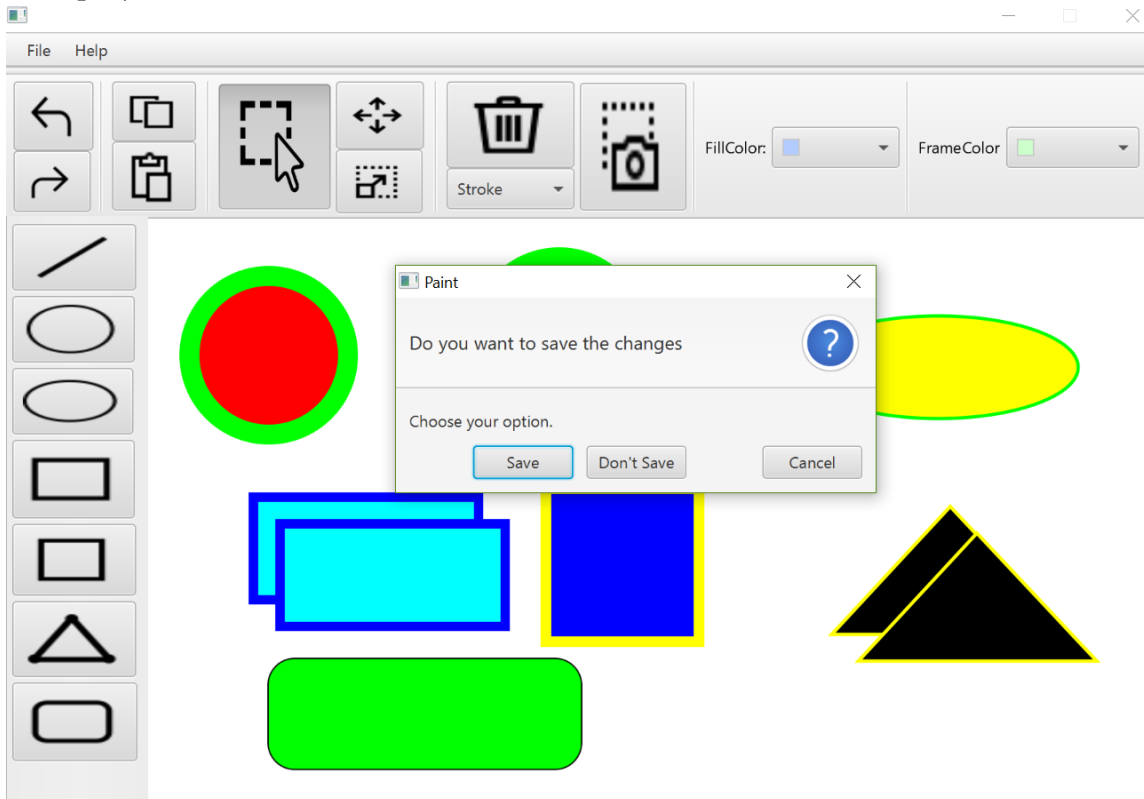 File Help
Stroke
FillColor:
FrameColor
Paint
Do you want to save the changes
?
Choose your option.
Save Don't Save Cancel